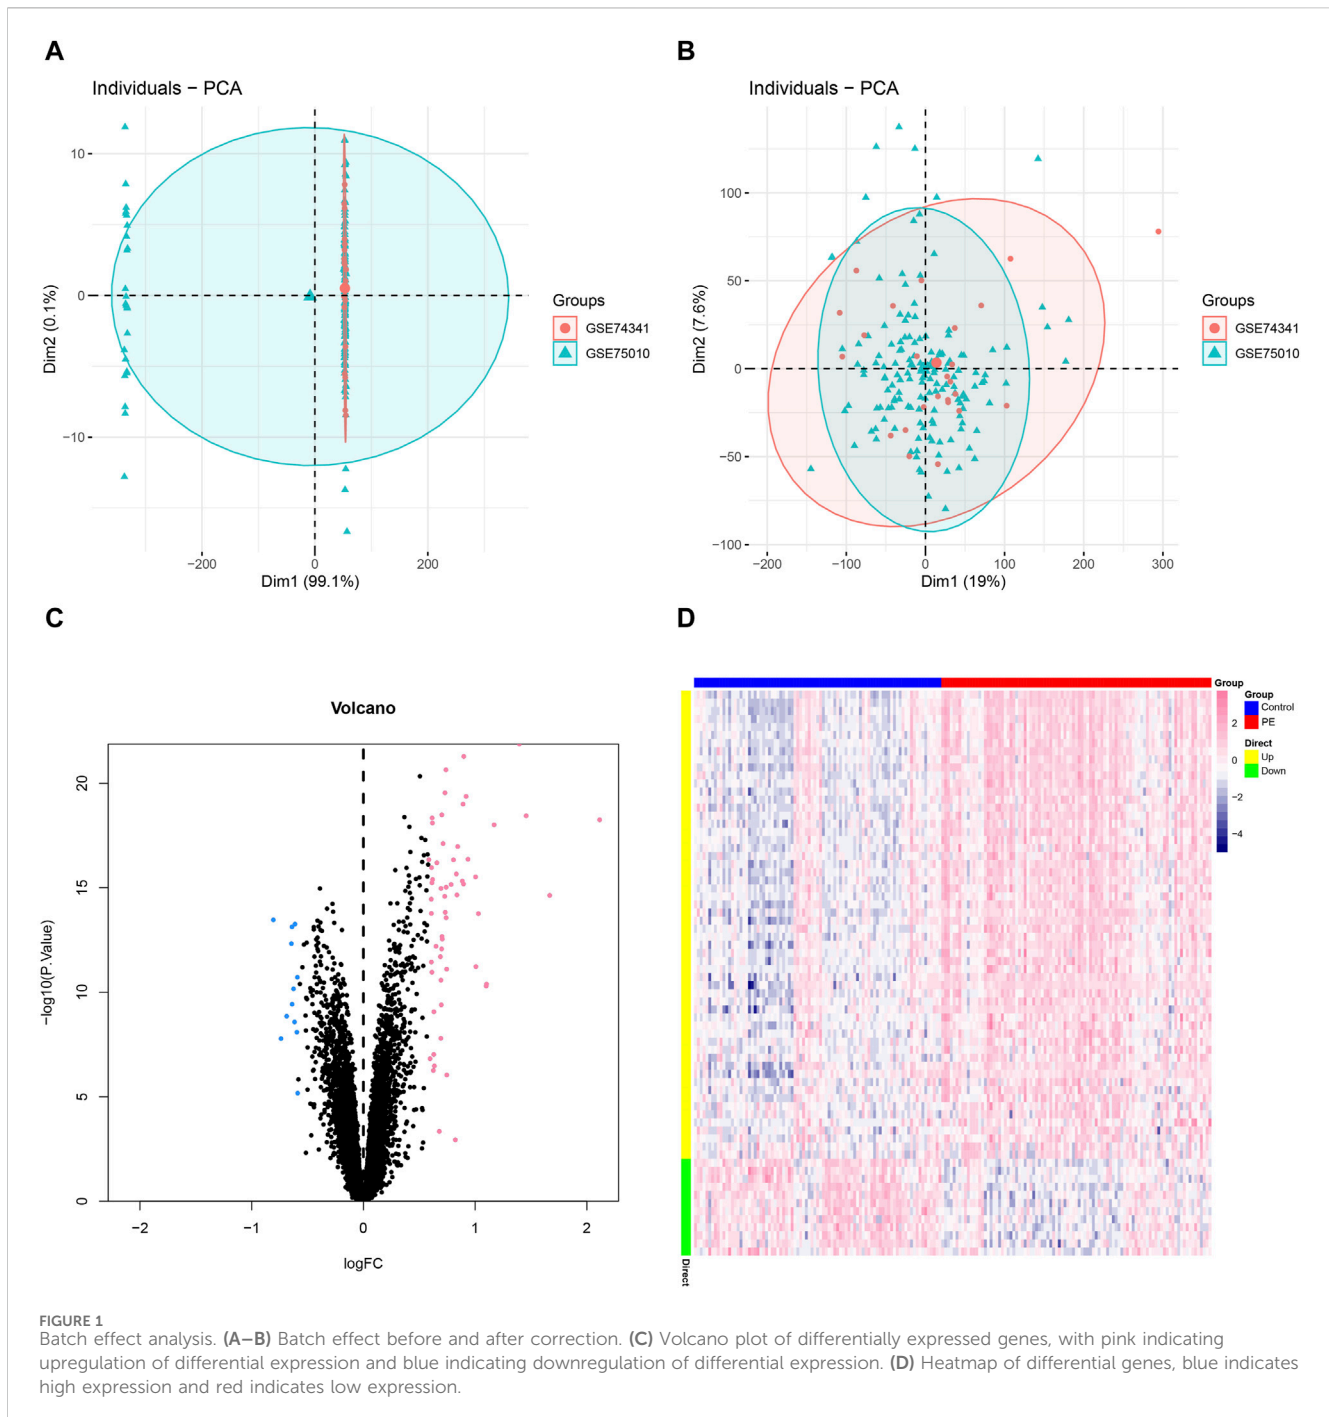 A
Individuals − PCA
10
0
−10
Dim2 (0.1%)
−200
0
200
Dim1 (99.1%)
Groups
GSE74341
GSE75010
B
Individuals − PCA
100
50
0
−50
−100
Dim2 (7.6%)
−200
−100
0
100
200
300
Dim1 (19%)
Groups
GSE74341
GSE75010
C
Volcano
20
15
10
5
0
−log10(P.Value)
−2
−1
0
1
2
logFC
D
Group
2
0
−2
−4
Group
Control
PE
Direct
Up
Down
Direct
FIGURE 1
Batch effect analysis. (A–B) Batch effect before and after correction. (C) Volcano plot of differentially expressed genes, with pink indicating
upregulation of differential expression and blue indicating downregulation of differential expression. (D) Heatmap of differential genes, blue indicates
high expression and red indicates low expression.